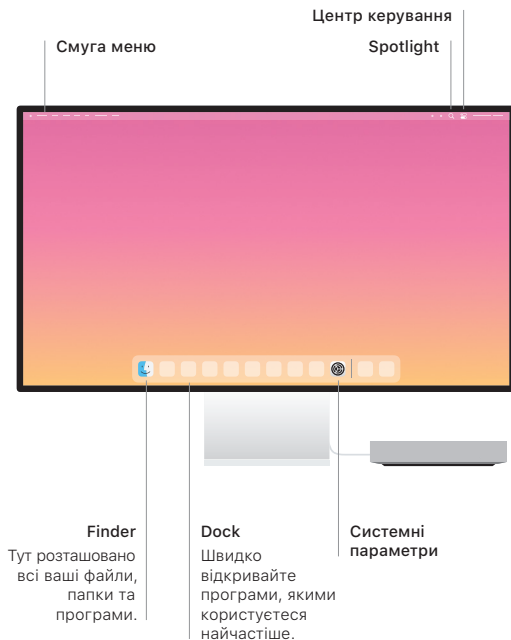 Центр керування
Смуга меню
Spotlight
Finder
Тут розташовано
всі ваші файли,
папки та
програми.
Dock
Швидко
відкривайте
програми, якими
користуєтеся
найчастіше.
Системні
параметри